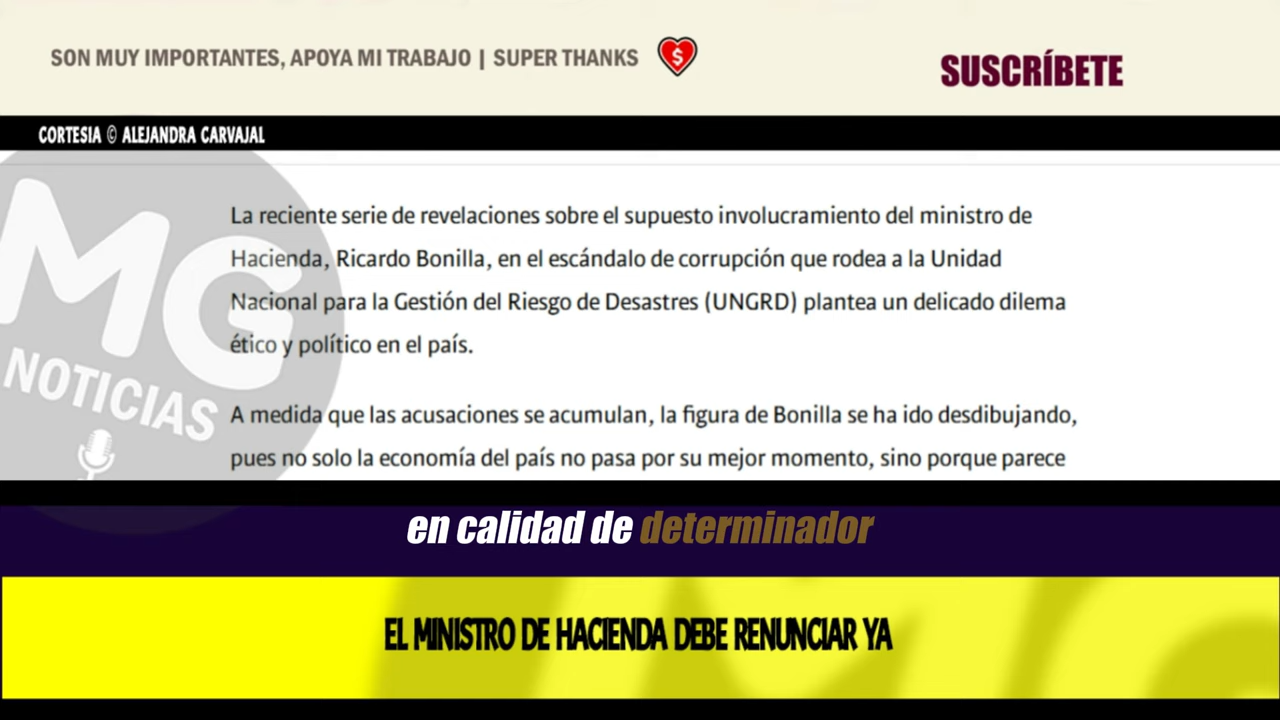 SON MUY IMPORTANTES, APOYA MI TRABAJO | SUPER THANKS $
SUSCRÍBETE
CORTESIA © ALEJANDRA CARVAJAL
La reciente serie de revelaciones sobre el supuesto involucramiento del ministro de
Hacienda, Ricardo Bonilla, en el escándalo de corrupción que rodea a la Unidad
Nacional para la Gestión del Riesgo de Desastres (UNGRD) plantea un delicado dilema
ético y político en el país.
A medida que las acusaciones se acumulan, la figura de Bonilla se ha ido desdibujando,
pues no solo la economía del país no pasa por su mejor momento, sino porque parece
MG
NOTICIAS
en calidad de determinador
EL MINISTRO DE HACIENDA DEBE RENUNCIAR YA